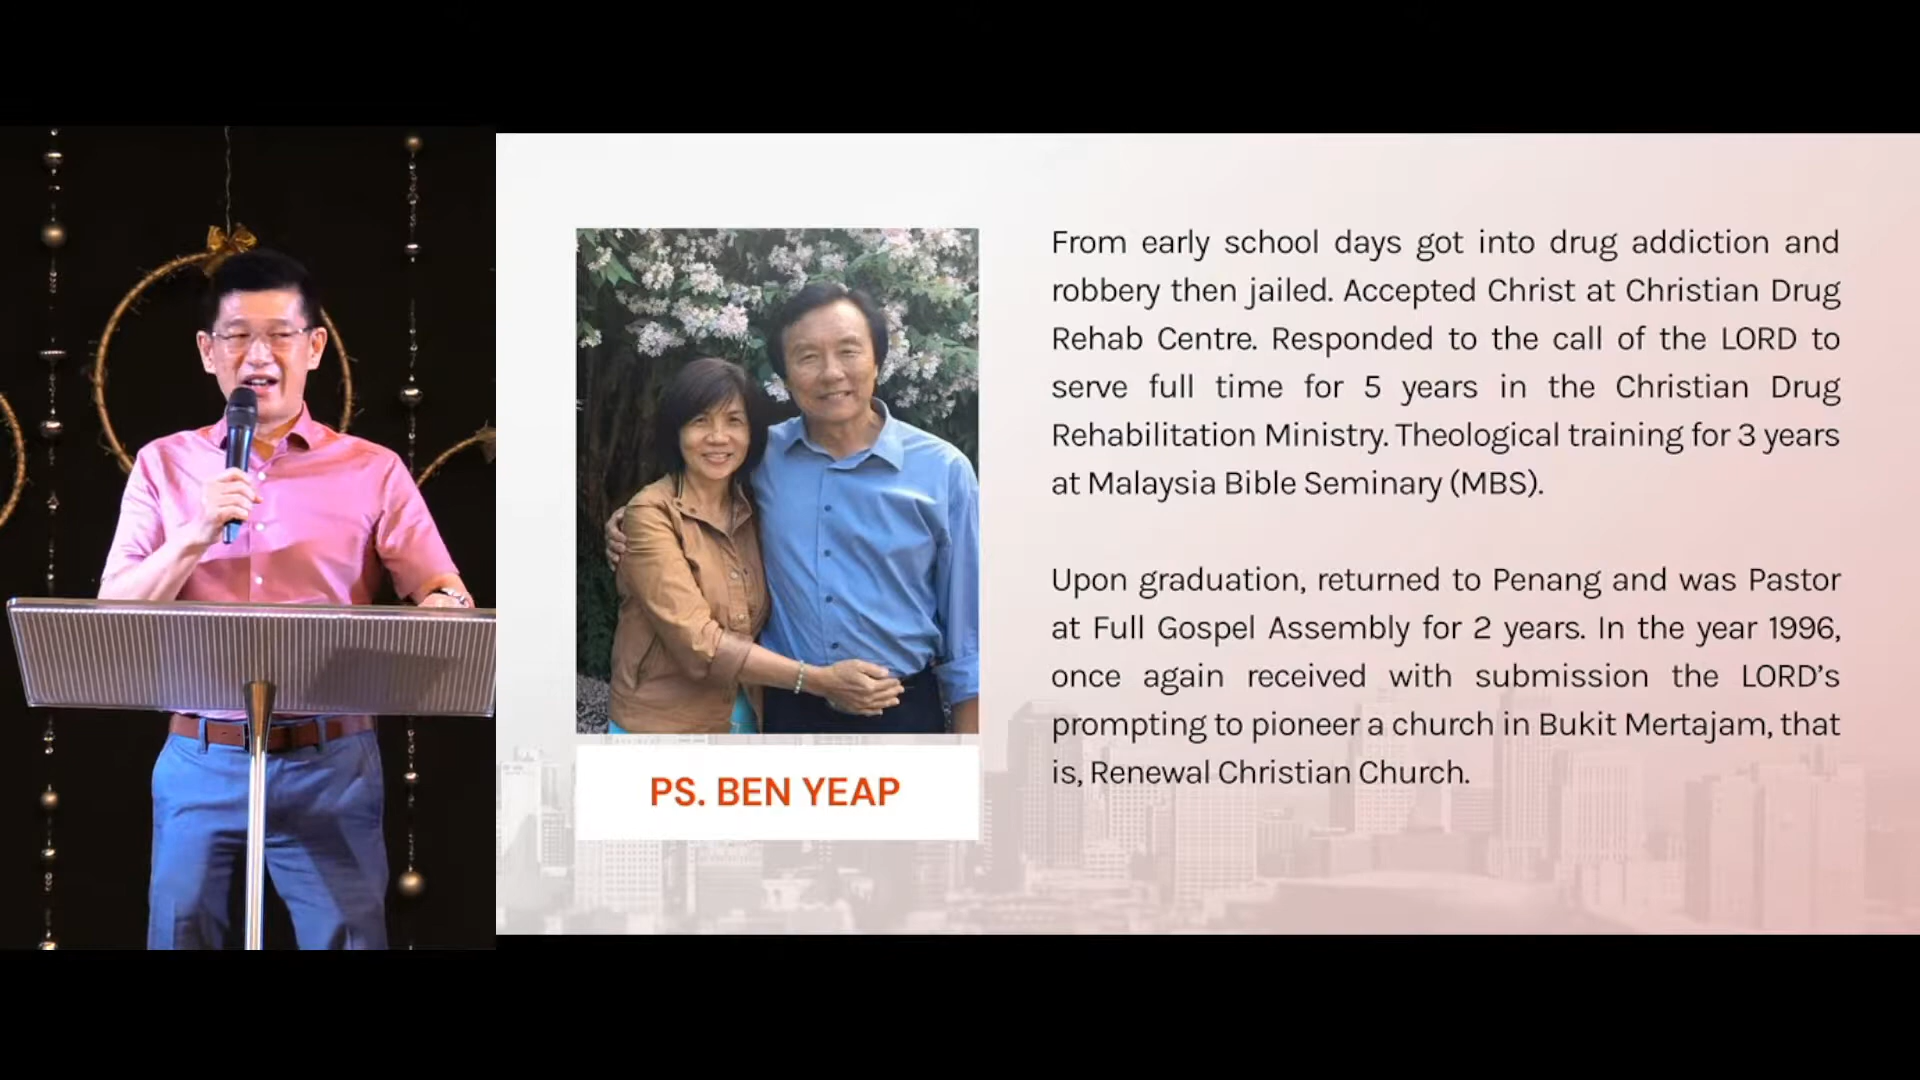 From early school days got into drug addiction and
robbery then jailed. Accepted Christ at Christian Drug
Rehab Centre. Responded to the call of the LORD to
serve full time for 5 years in the Christian Drug
Rehabilitation Ministry. Theological training for 3 years
at Malaysia Bible Seminary (MBS).
Upon graduation, returned to Penang and was Pastor
at Full Gospel Assembly for 2 years. In the year 1996,
once again received with submission the LORD’s
prompting to pioneer a church in Bukit Mertajam, that
is, Renewal Christian Church.
PS. BEN YEAP